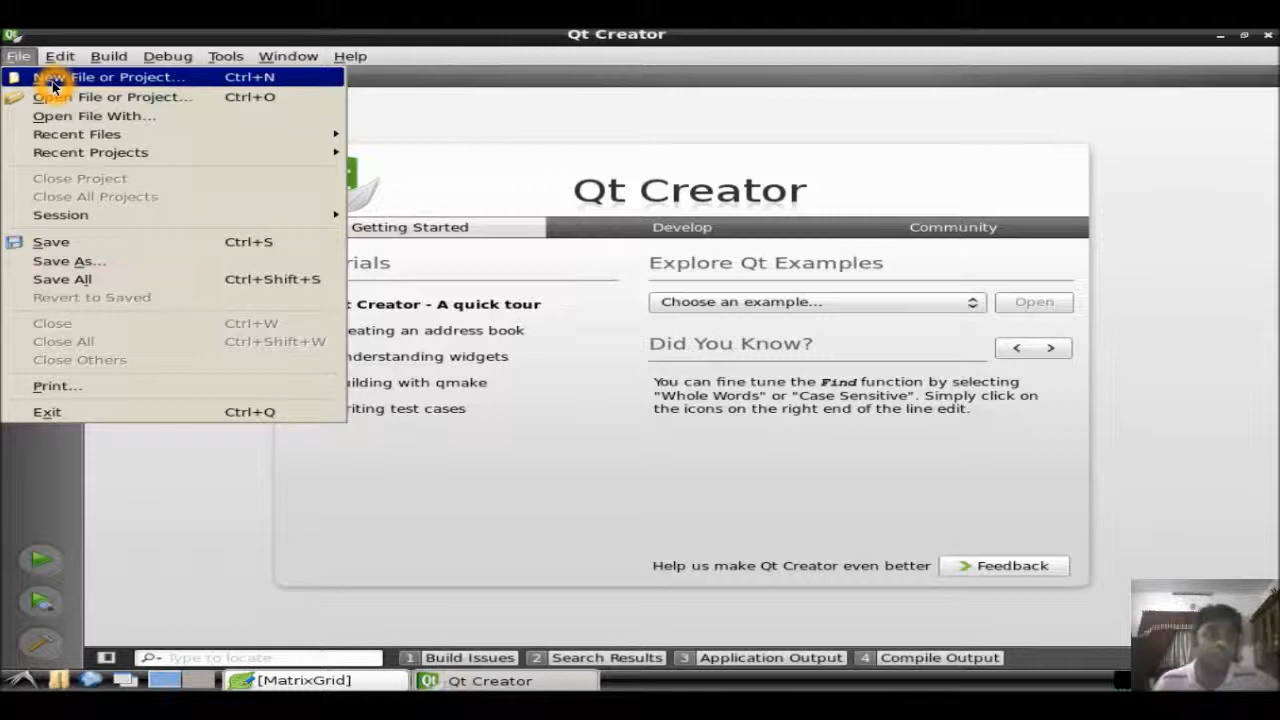 Qt Creator
File Edit Build Debug Tools Window Help
New File or Project... Ctrl+N
Open File or Project... Ctrl+O
Open File With...
Recent Files
Recent Projects
Close Project
Close All Projects
Session
Save Ctrl+S
Save As...
Save All Ctrl+Shift+S
Revert to Saved
Close Ctrl+W
Close All Ctrl+Shift+W
Close Others
Print...
Exit Ctrl+Q
Qt Creator
Getting Started Develop Community
rials
t Creator - A quick tour
eating an address book
nderstanding widgets
uilding with qmake
riting test cases
Explore Qt Examples
Choose an example... Open
Did You Know? < >
You can fine tune the Find function by selecting
"Whole Words" or "Case Sensitive". Simply click on
the icons on the right end of the line edit.
Help us make Qt Creator even better Feedback
Type to locate 1 Build Issues 2 Search Results 3 Application Output 4 Compile Output
[MatrixGrid] Qt Creator